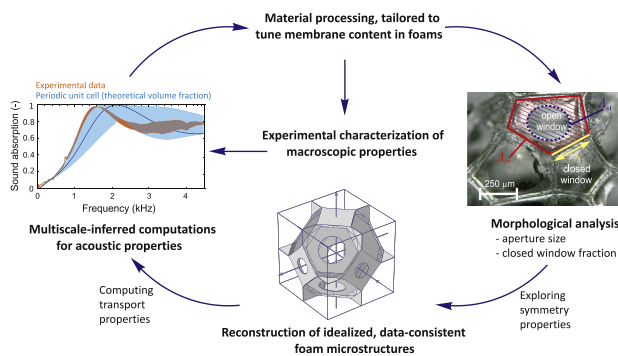 Material processing, tailored to
tune membrane content in foams
Experimental data
Periodic unit cell (theoretical volume fraction)
Sound absorption (-)
1
0.8
0.6
0.4
0.2
0
0
1
2
3
4
Frequency (kHz)
Experimental characterization of
macroscopic properties
open
window
closed
window
250 μm
Multiscale-inferred computations
for acoustic properties
Morphological analysis
- aperture size
- closed window fraction
Computing
transport
properties
Exploring
symmetry
properties
Reconstruction of idealized, data-consistent
foam microstructures